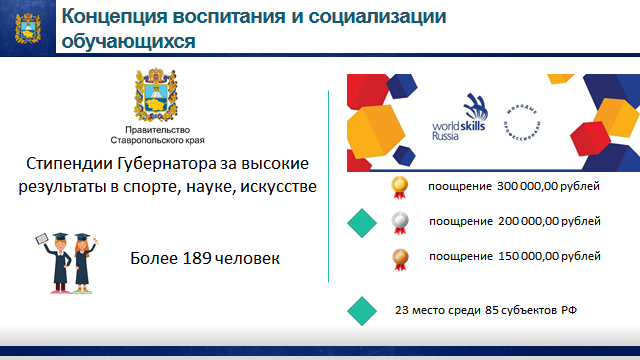 Концепция воспитания и социализации
обучающихся
Правительство
Ставропольского края
Стипендии Губернатора за высокие
результаты в спорте, науке, искусстве
Более 189 человек
worldskills
Russia
МОЛОДЫЕ
ПРОФЕССИОНАЛЫ
поощрение 300 000,00 рублей
поощрение 200 000,00 рублей
поощрение 150 000,00 рублей
23 место среди 85 субъектов РФ